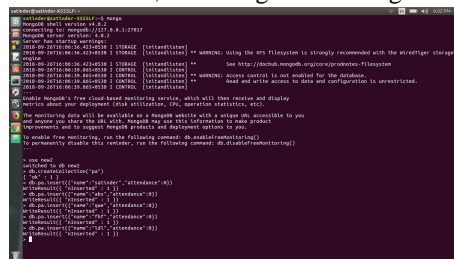 satinder@satinder-X555LF: ~
6:02 PM
satinder@satinder-X555LF:~$ mongo
MongoDB shell version v4.0.2
connecting to: mongodb://127.0.0.1:27017
MongoDB server version: 4.0.2
Server has startup warnings:
2018-09-26T16:06:36.423+0530 I STORAGE  [initandlisten]
2018-09-26T16:06:36.423+0530 I STORAGE  [initandlisten] ** WARNING: Using the XFS filesystem is strongly recommended with the WiredTiger storage
engine
2018-09-26T16:06:36.423+0530 I STORAGE  [initandlisten] **          See http://dochub.mongodb.org/core/prodnotes-filesystem
2018-09-26T16:06:39.865+0530 I CONTROL  [initandlisten]
2018-09-26T16:06:39.865+0530 I CONTROL  [initandlisten] ** WARNING: Access control is not enabled for the database.
2018-09-26T16:06:39.865+0530 I CONTROL  [initandlisten] **          Read and write access to data and configuration is unrestricted.
2018-09-26T16:06:39.865+0530 I CONTROL  [initandlisten]
---
Enable MongoDB's free cloud-based monitoring service, which will then receive and display
metrics about your deployment (disk utilization, CPU, operation statistics, etc).
The monitoring data will be available on a MongoDB website with a unique URL accessible to you
and anyone you share the URL with. MongoDB may use this information to make product
improvements and to suggest MongoDB products and deployment options to you.
To enable free monitoring, run the following command: db.enableFreeMonitoring()
To permanently disable this reminder, run the following command: db.disableFreeMonitoring()
---
> use new2
switched to db new2
> db.createCollection("pa")
{ "ok" : 1 }
> db.pa.insert({"name":"satinder","attendance":0})
WriteResult({ "nInserted" : 1 })
> db.pa.insert({"name":"abs","attendance":0})
WriteResult({ "nInserted" : 1 })
> db.pa.insert({"name":"qwe","attendance":0})
WriteResult({ "nInserted" : 1 })
> db.pa.insert({"name":"fhf","attendance":0})
WriteResult({ "nInserted" : 1 })
> db.pa.insert({"name":"ldl","attendance":0})
WriteResult({ "nInserted" : 1 })
>